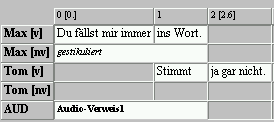 0 [0.] 1 2 [2.6]
Max [v] Du fällst mir immer ins Wort.
Max [nv] gestikuliert
Tom [v] Stimmt ja gar nicht.
Tom [nv]
AUD Audio-Verweis1